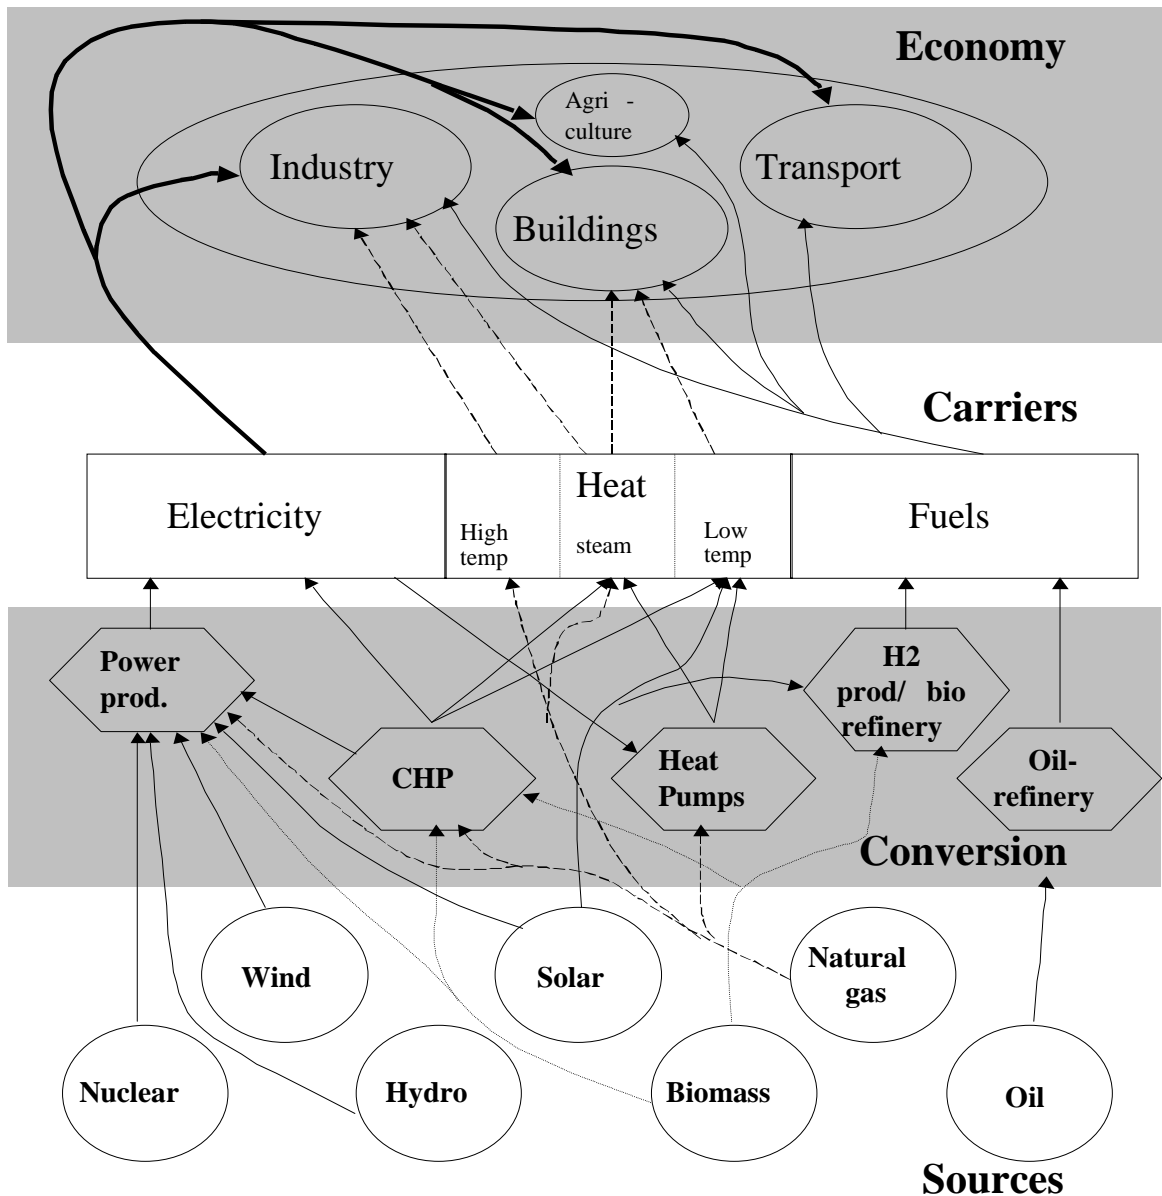 Economy
Agri -
culture
Industry
Transport
Buildings
Carriers
Electricity
Heat
High
temp
steam
Low
temp
Fuels
Power
prod.
H2
prod/ bio
refinery
CHP
Heat
Pumps
Oil-
refinery
Conversion
Wind
Solar
Natural
gas
Nuclear
Hydro
Biomass
Oil
Sources